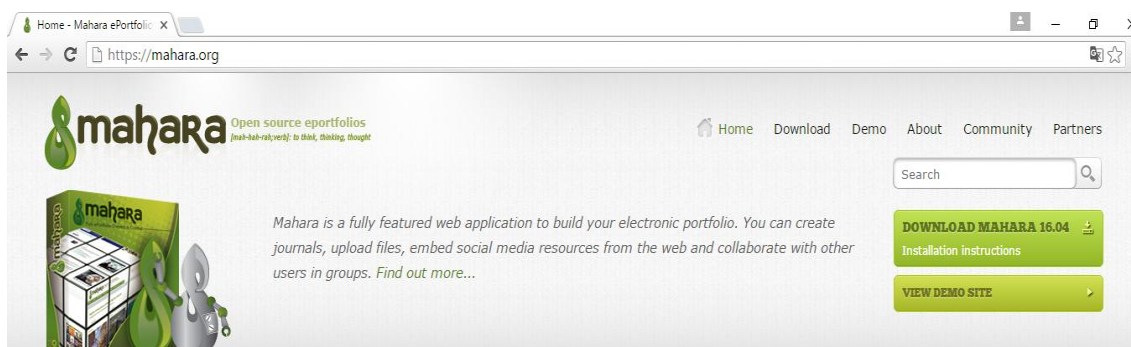 Home - Mahara ePortfolio
https://mahara.org
mahara
Open source eportfolios
[mah-hah-rah;verb]: to think, thinking, thought
Home Download Demo About Community Partners
Search
mahara
Mahara is a fully featured web application to build your electronic portfolio. You can create
journals, upload files, embed social media resources from the web and collaborate with other
users in groups. Find out more...
DOWNLOAD MAHARA 16.04
Installation instructions
VIEW DEMO SITE
mahara